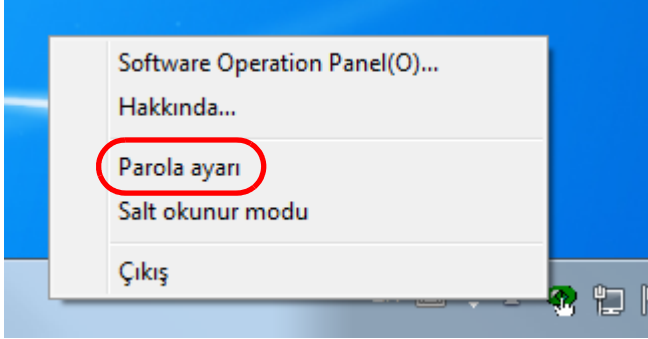 Software Operation Panel(O)...
Hakkında...
Parola ayarı
Salt okunur modu
Çıkış